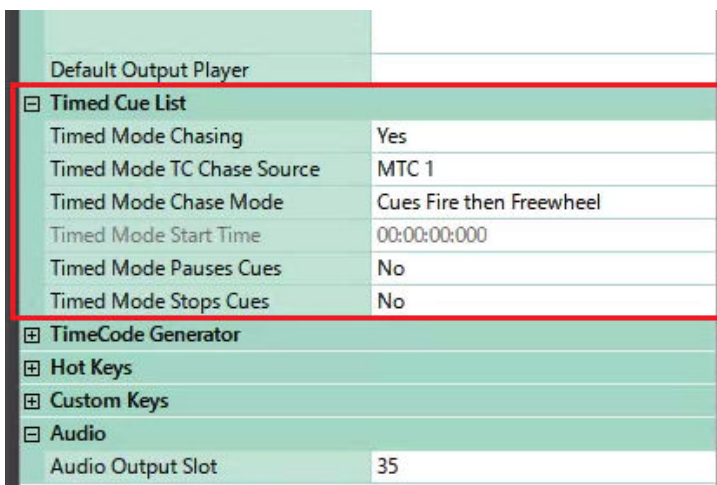 Default Output Player
Timed Cue List
Timed Mode Chasing Yes
Timed Mode TC Chase Source MTC 1
Timed Mode Chase Mode Cues Fire then Freewheel
Timed Mode Start Time 00:00:00:000
Timed Mode Pauses Cues No
Timed Mode Stops Cues No
TimeCode Generator
Hot Keys
Custom Keys
Audio
Audio Output Slot 35